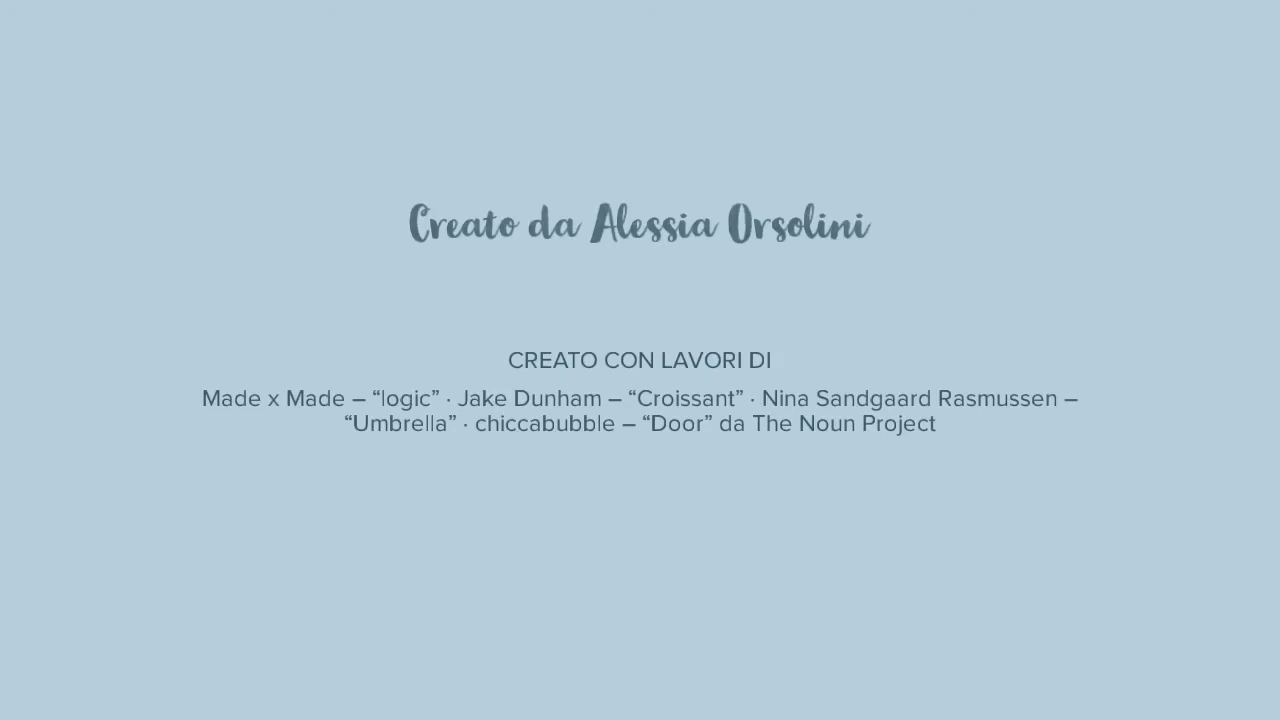 Creato da Alessia Orsolini
CREATO CON LAVORI DI
Made x Made – “logic” · Jake Dunham – “Croissant” · Nina Sandgaard Rasmussen –
“Umbrella” · chiccabubble – “Door” da The Noun Project